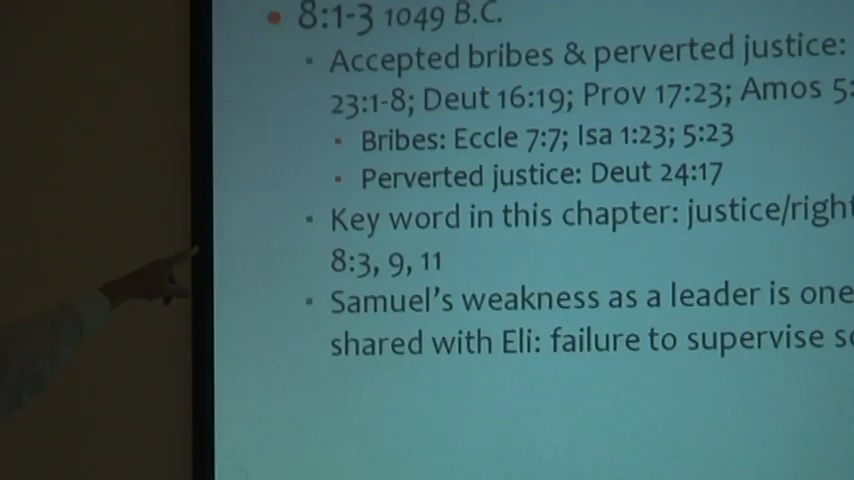 • 8:1-3 1049 B.C.
▪ Accepted bribes & perverted justice:
23:1-8; Deut 16:19; Prov 17:23; Amos 5:
▪ Bribes: Eccle 7:7; Isa 1:23; 5:23
▪ Perverted justice: Deut 24:17
▪ Key word in this chapter: justice/right
8:3, 9, 11
▪ Samuel's weakness as a leader is one
shared with Eli: failure to supervise